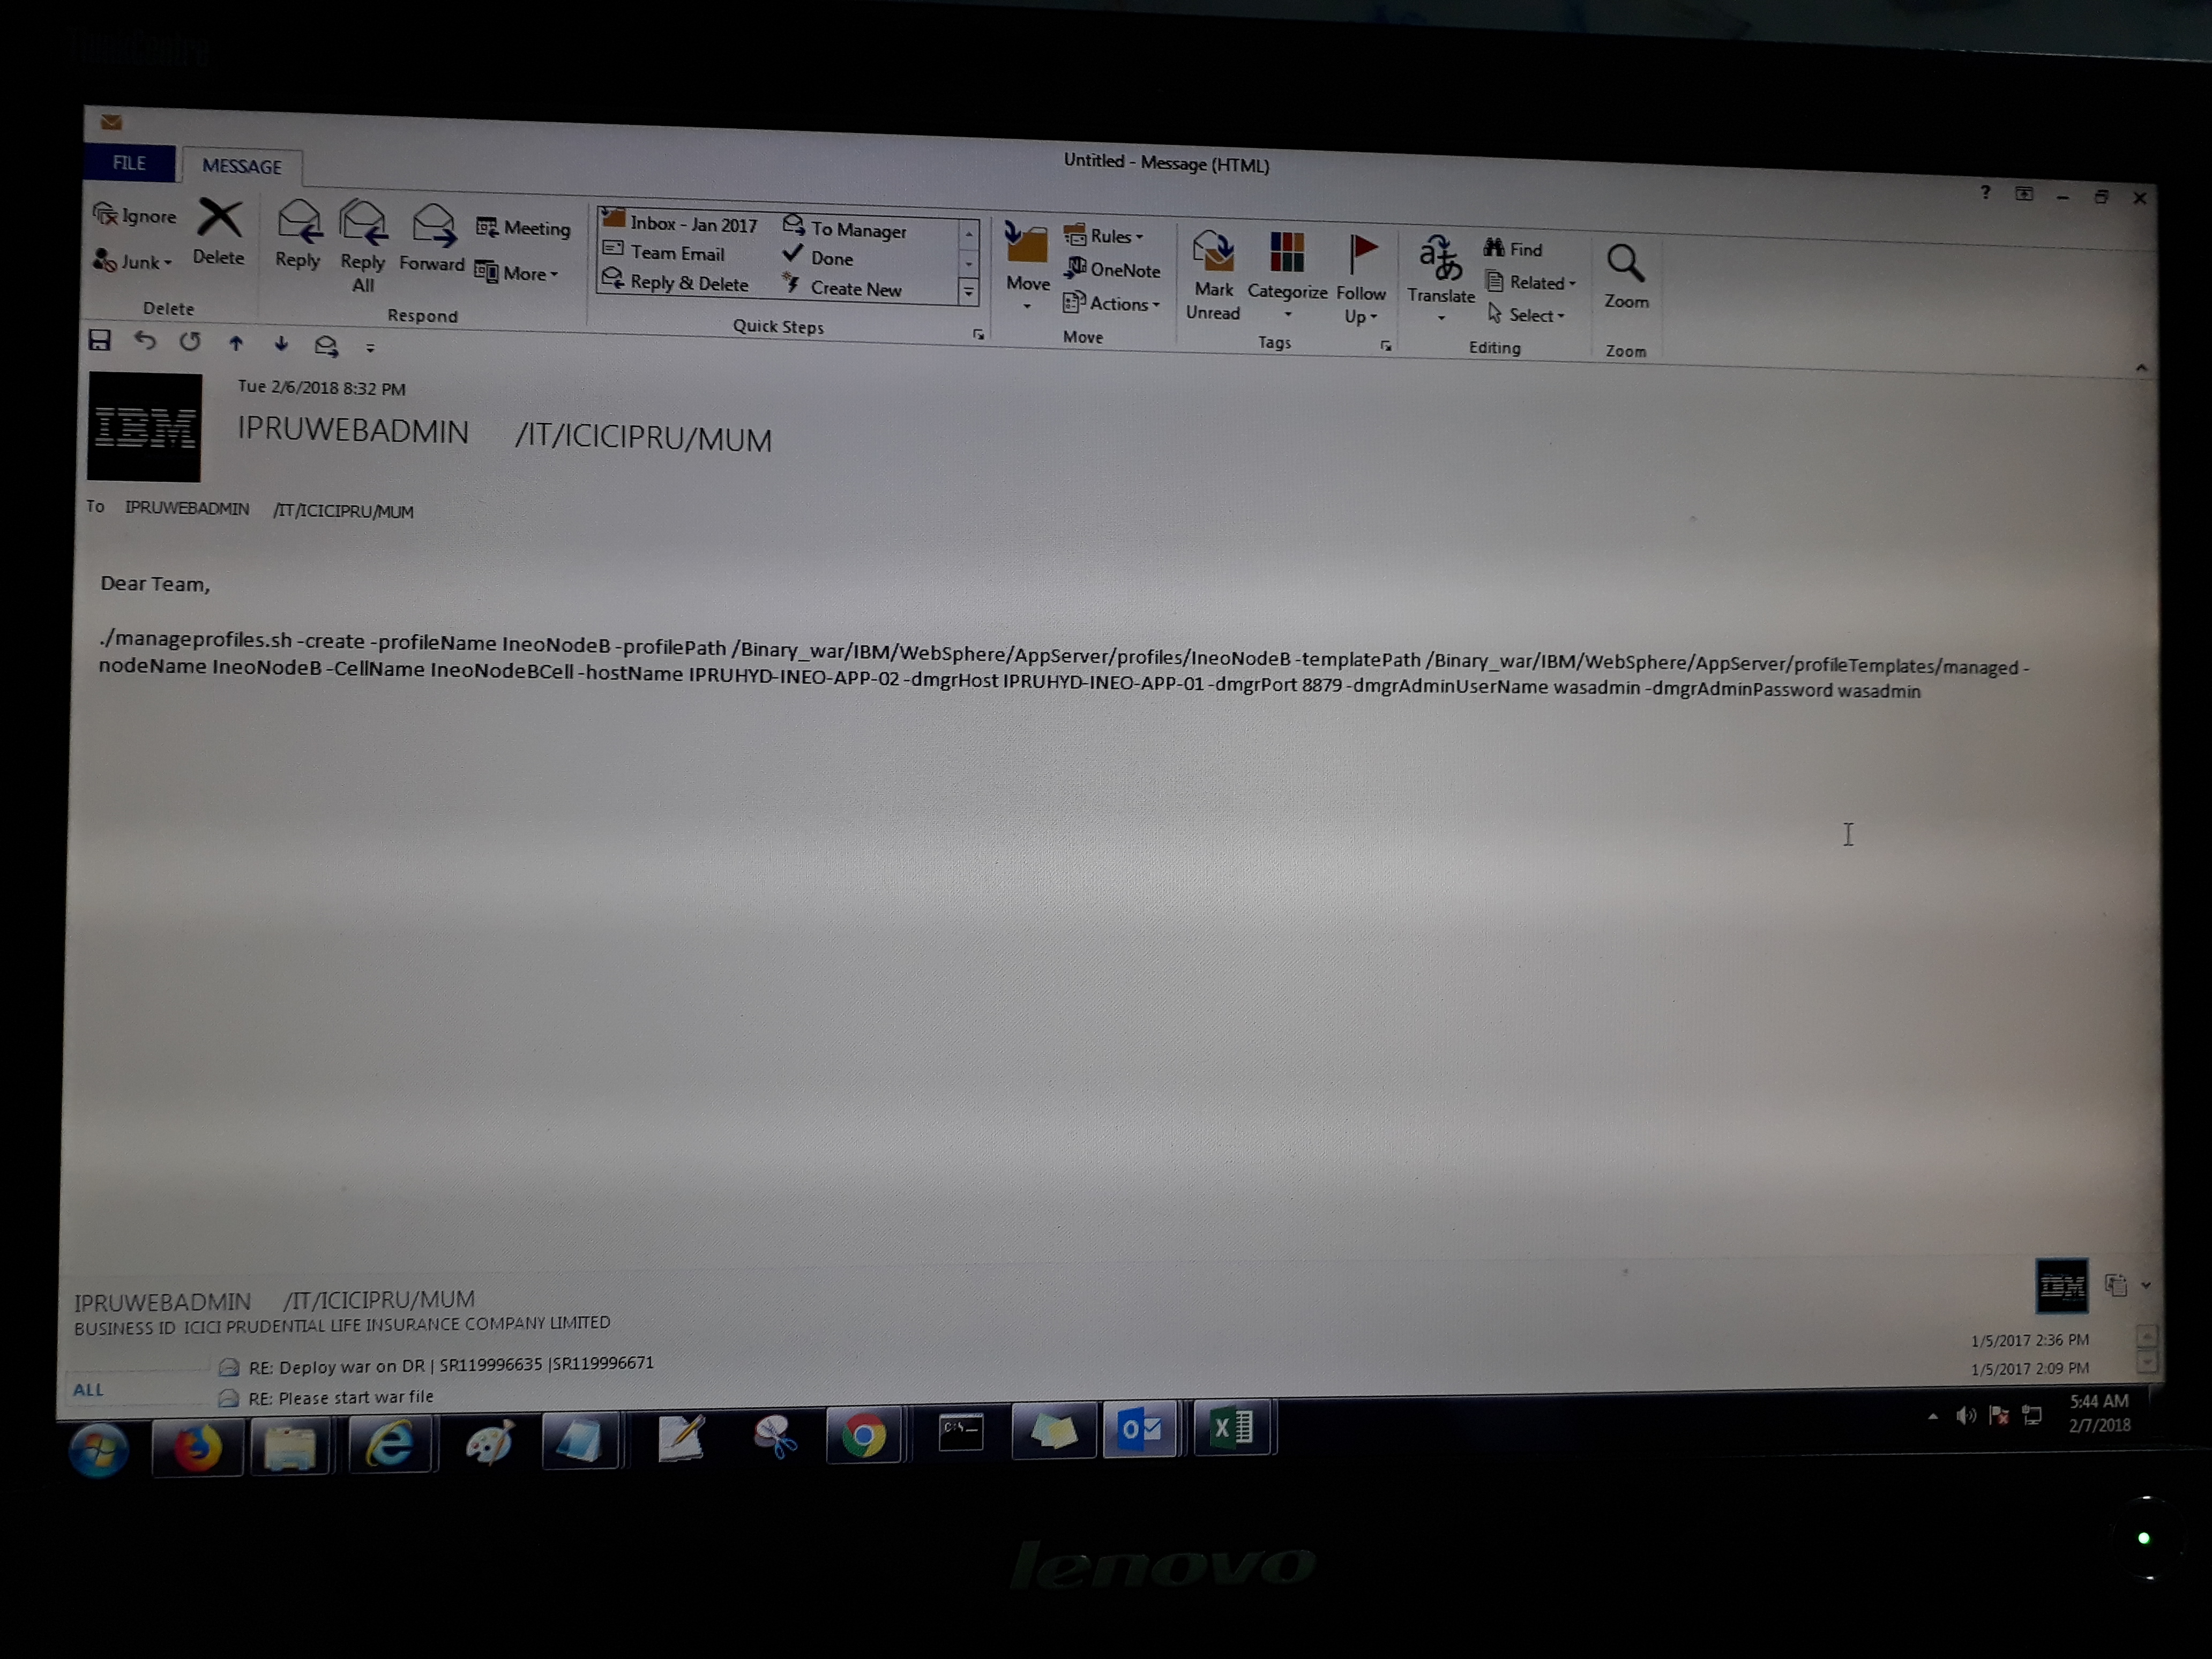 ThinkCentre
Untitled - Message (HTML)
FILE MESSAGE
Ignore
Junk
Delete
Delete
Reply
Reply All
Forward
Meeting
More
Respond
Inbox - Jan 2017
Team Email
Reply & Delete
To Manager
Done
Create New
Quick Steps
Move
Rules
OneNote
Actions
Move
Mark Unread
Categorize
Follow Up
Tags
Translate
Find
Related
Select
Editing
Zoom
Zoom
IBM
Tue 2/6/2018 8:32 PM
IPRUWEBADMIN /IT/ICICIPRU/MUM
To IPRUWEBADMIN /IT/ICICIPRU/MUM
Dear Team,
./manageprofiles.sh -create -profileName IneoNodeB -profilePath /Binary_war/IBM/WebSphere/AppServer/profiles/IneoNodeB -templatePath /Binary_war/IBM/WebSphere/AppServer/profileTemplates/managed -
nodeName IneoNodeB -CellName IneoNodeBCell -hostName IPRUHYD-INEO-APP-02 -dmgrHost IPRUHYD-INEO-APP-01 -dmgrPort 8879 -dmgrAdminUserName wasadmin -dmgrAdminPassword wasadmin
IPRUWEBADMIN /IT/ICICIPRU/MUM
BUSINESS ID ICICI PRUDENTIAL LIFE INSURANCE COMPANY LIMITED
IBM
ALL
RE: Deploy war on DR | SR119996635 |SR119996671 1/5/2017 2:36 PM
RE: Please start war file 1/5/2017 2:09 PM
5:44 AM
2/7/2018
lenovo